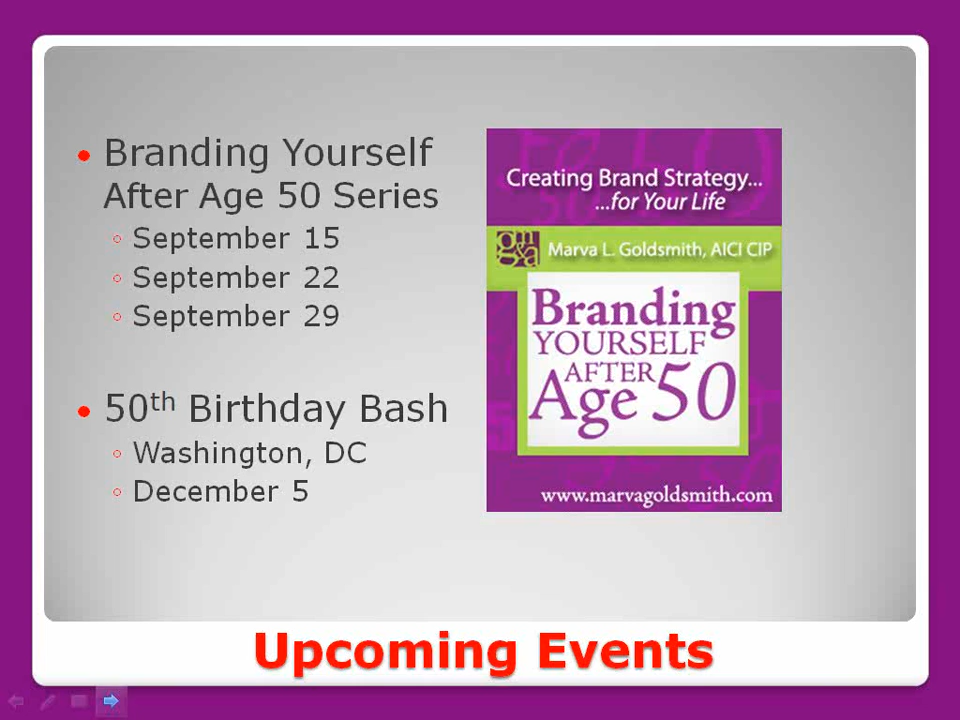 Branding Yourself
After Age 50 Series
September 15
September 22
September 29
50th Birthday Bash
Washington, DC
December 5
Creating Brand Strategy...
...for Your Life
gm&a
Marva L. Goldsmith, AICI CIP
Branding
YOURSELF
AFTER
Age 50
www.marvagoldsmith.com
Upcoming Events